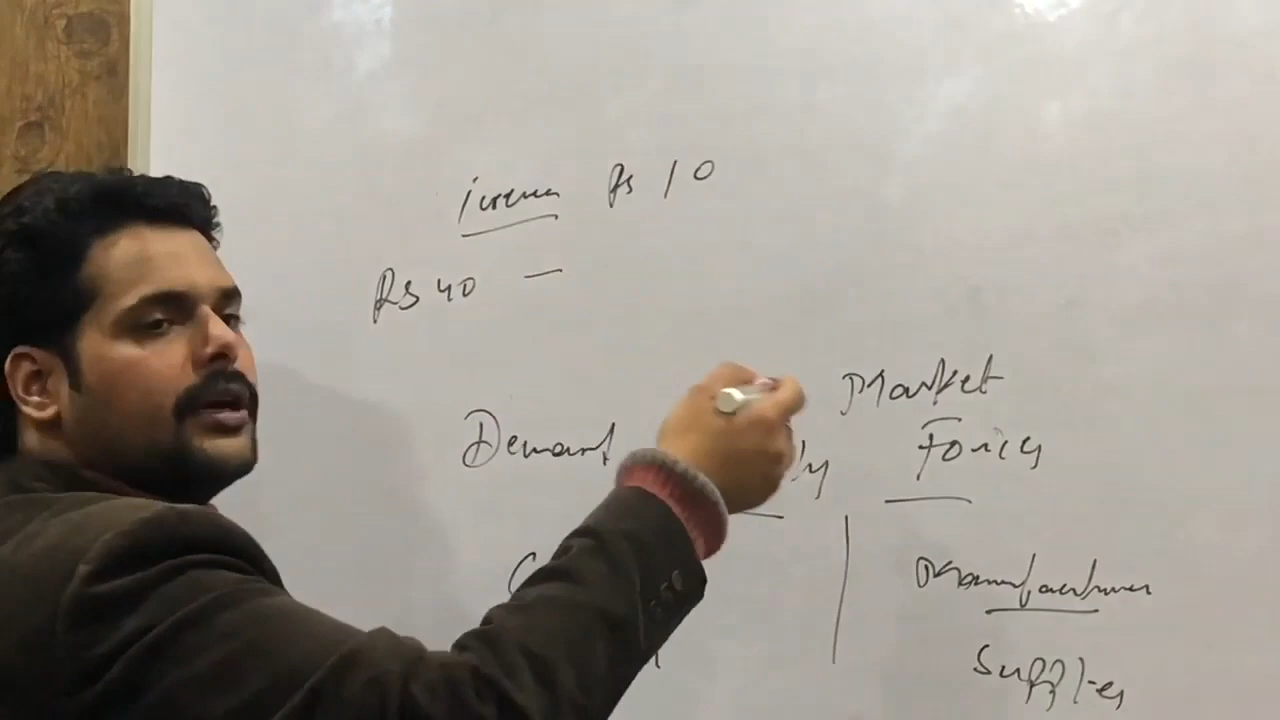 Rs 10
Rs 40 —
Demand
Market
Forces
Manufacturer
Supplier